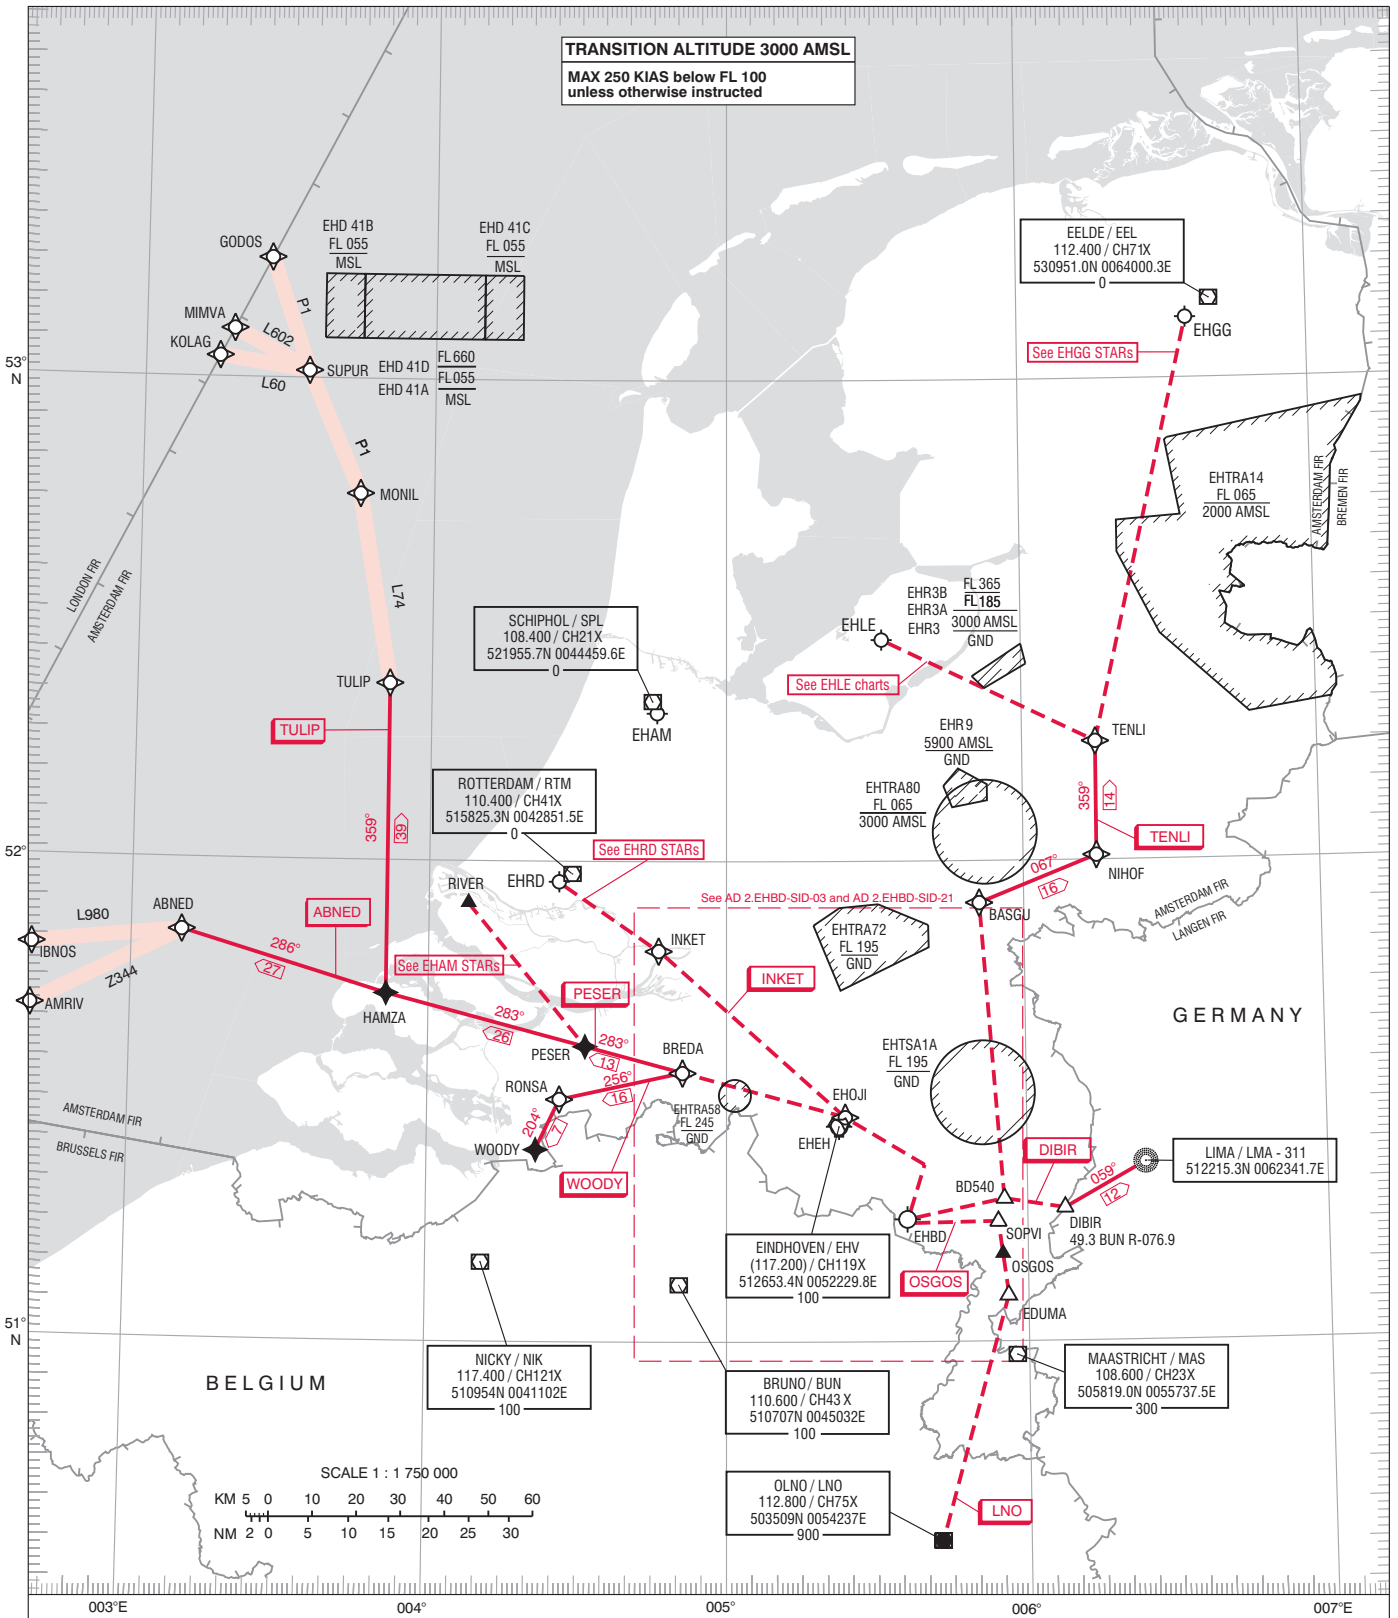 TRANSITION ALTITUDE 3000 AMSL
MAX 250 KIAS below FL 100
unless otherwise instructed
GODOS
EHD 41B
FL 055
MSL
EHD 41C
FL 055
MSL
EELDE / EEL
112.400 / CH71X
530951.0N 0064000.3E
0
P1
MIMVA
L602
KOLAG
L60
SUPUR
EHD 41D
EHD 41A
FL 660
FL 055
MSL
EHGG
See EHGG STARs
53°
N
P1
MONIL
EHTRA14
FL 065
2000 AMSL
AMSTERDAM FIR
BREMEN FIR
LONDON FIR
AMSTERDAM FIR
L74
EHR3B
EHR3A
EHR3
FL 365
FL 185
3000 AMSL
GND
SCHIPHOL / SPL
108.400 / CH21X
521955.7N 0044459.6E
0
EHLE
See EHLE charts
TULIP
TULIP
EHAM
TENLI
EHR 9
5900 AMSL
GND
ROTTERDAM / RTM
110.400 / CH41X
515825.3N 0042851.5E
0
EHTRA80
FL 065
3000 AMSL
359°
14
TENLI
359°
39
52°
N
See EHRD STARs
067°
16
NIHOF
RIVER
EHRD
See AD 2.EHBD-SID-03 and AD 2.EHBD-SID-21
BASGU
AMSTERDAM FIR
LANGEN FIR
L980
ABNED
ABNED
IBNOS
286°
27
Z344
AMRIV
INKET
EHTRA72
FL 195
GND
See EHAM STARs
INKET
PESER
HAMZA
283°
26
GERMANY
PESER
283°
13
BREDA
EHTSA1A
FL 195
GND
RONSA
256°
16
EHTRA58
FL 245
GND
EHOJI
EHEH
AMSTERDAM FIR
BRUSSELS FIR
204°
7
WOODY
WOODY
DIBIR
059°
12
LIMA / LMA - 311
512215.3N 0062341.7E
BD540
DIBIR
49.3 BUN R-076.9
EHBD
SOPVI
EINDHOVEN / EHV
(117.200) / CH119X
512653.4N 0052229.8E
100
OSGOS
OSGOS
EDUMA
51°
N
NICKY / NIK
117.400 / CH121X
510954N 0041102E
100
BELGIUM
BRUNO / BUN
110.600 / CH43 X
510707N 0045032E
100
MAASTRICHT / MAS
108.600 / CH23X
505819.0N 0055737.5E
300
SCALE 1 : 1 750 000
KM 5 0 10 20 30 40 50 60
NM 2 0 5 10 15 20 25 30
OLNO / LNO
112.800 / CH75X
503509N 0054237E
900
LNO
003°E
004°
005°
006°
007°E